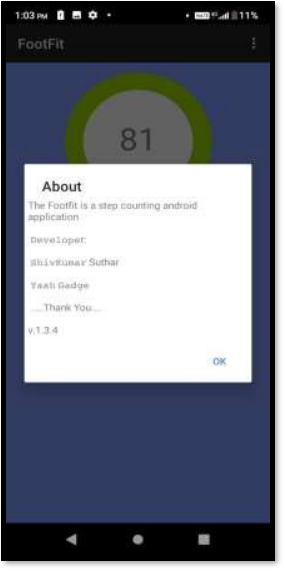 1:03 PM 11%
FootFit
81
About
The Footfit is a step counting android
application
Developer:
ShivKumar Suthar
Yash Gadge
....Thank You....
v.1.3.4
OK